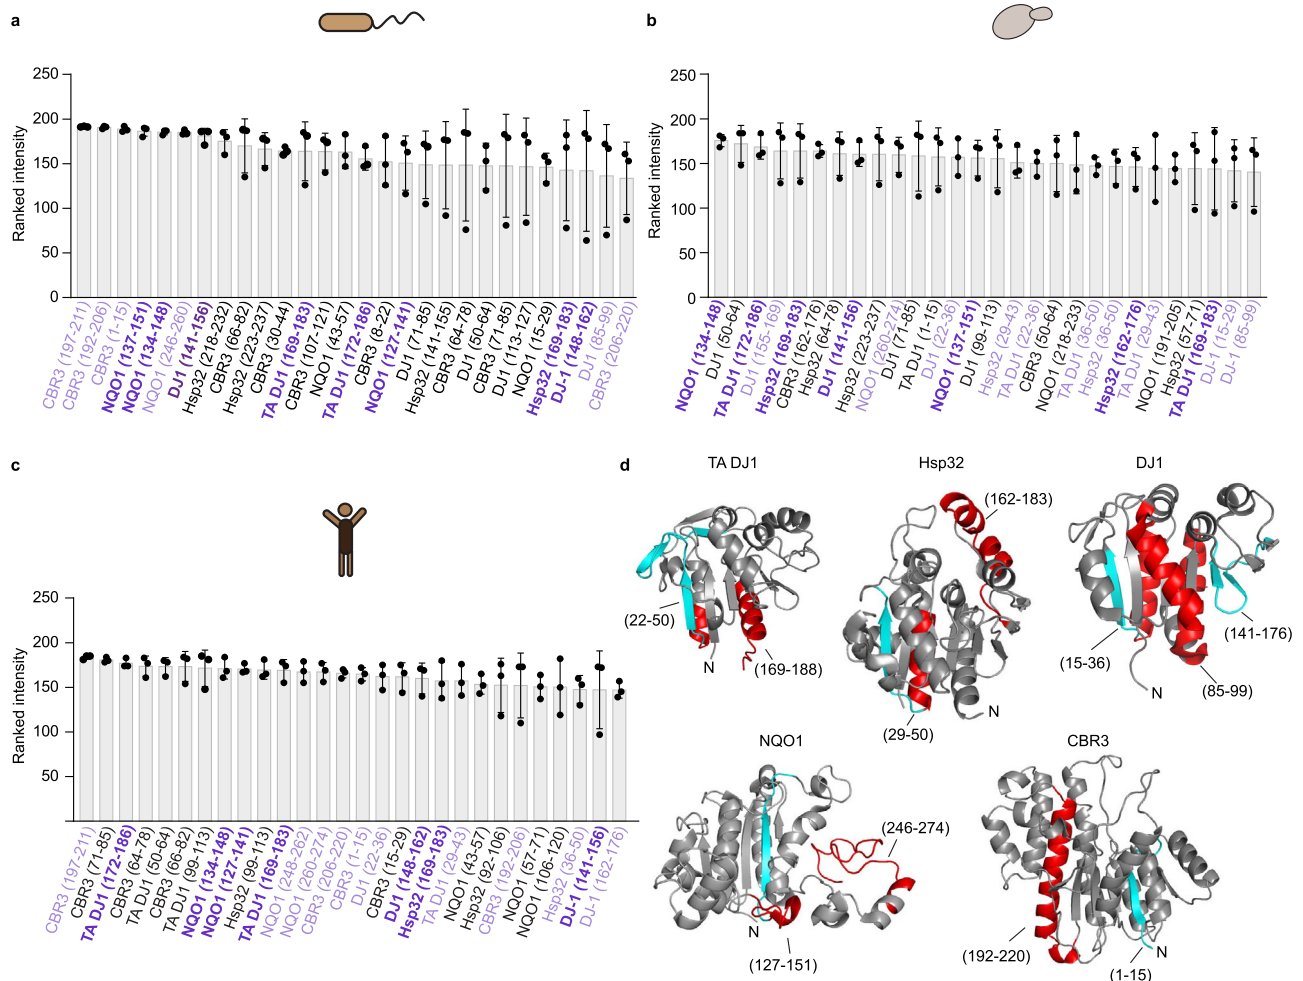 a
250
200
150
100
50
0
Ranked intensity
CBR3 (197-211)
CBR3 (192-206)
CBR3 (1-15)
NQO1 (137-151)
NQO1 (134-148)
NQO1 (246-260)
DJ1 (141-156)
Hsp32 (218-232)
CBR3 (66-82)
Hsp32 (223-237)
CBR3 (30-44)
TA DJ1 (169-183)
CBR3 (107-121)
NQO1 (43-57)
TA DJ1 (172-186)
CBR3 (18-22)
NQO1 (127-141)
DJ1 (71-85)
Hsp32 (141-155)
CBR3 (64-78)
DJ1 (50-64)
CBR3 (71-85)
DJ1 (113-127)
NQO1 (15-29)
Hsp32 (169-183)
DJ-1 (148-162)
DJ1 (85-99)
CBR3 (206-220)
b
250
200
150
100
50
0
Ranked intensity
NQO1 (134-148)
DJ1 (50-64)
TA DJ1 (172-186)
DJ1 (155-169)
Hsp32 (169-183)
CBR3 (162-176)
Hsp32 (64-78)
DJ1 (141-156)
Hsp32 (223-237)
NQO1 (260-274)
DJ1 (71-85)
TA DJ1 (1-15)
DJ1 (22-36)
NQO1 (137-151)
DJ1 (99-113)
Hsp32 (29-43)
TA DJ1 (22-36)
CBR3 (50-64)
NQO1 (218-233)
TA DJ1 (36-50)
Hsp32 (36-50)
Hsp32 (162-176)
TA DJ1 (29-43)
NQO1 (191-205)
Hsp32 (57-71)
TA DJ1 (169-183)
DJ-1 (15-29)
DJ1 (85-99)
c
250
200
150
100
50
Ranked intensity
CBR3 (197-211)
CBR3 (71-85)
TA DJ1 (172-186)
CBR3 (64-78)
TA DJ1 (50-64)
CBR3 (66-82)
TA DJ1 (99-113)
NQO1 (134-148)
NQO1 (127-141)
Hsp32 (99-113)
TA DJ1 (169-183)
NQO1 (248-262)
NQO1 (260-274)
CBR3 (206-220)
CBR3 (1-15)
DJ1 (22-36)
CBR3 (15-29)
DJ1 (148-162)
Hsp32 (169-183)
TA DJ1 (29-43)
NQO1 (43-57)
Hsp32 (92-106)
CBR3 (192-206)
NQO1 (57-71)
NQO1 (106-120)
Hsp32 (36-50)
DJ-1 (141-156)
DJ-1 (162-176)
d
TA DJ1
(22-50)
N
(169-188)
Hsp32
(162-183)
N
(29-50)
DJ1
(141-176)
(15-36)
(85-99)
N
NQO1
(246-274)
N
(127-151)
CBR3
(192-220)
N
(1-15)